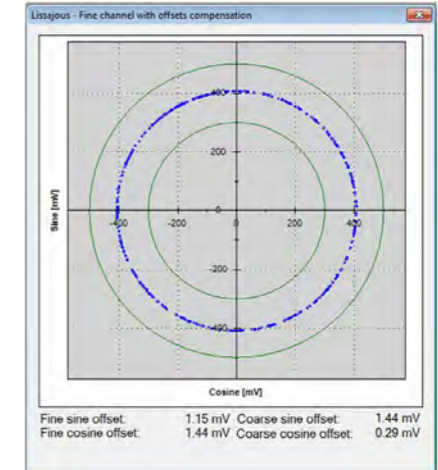 Lissajous - Fine channel with offsets compensation
400
200
-400 -200 0 200 400
-200
-400
Sine [mV]
Cosine [mV]
Fine sine offset: 1.15 mV Coarse sine offset: 1.44 mV
Fine cosine offset: 1.44 mV Coarse cosine offset: 0.29 mV